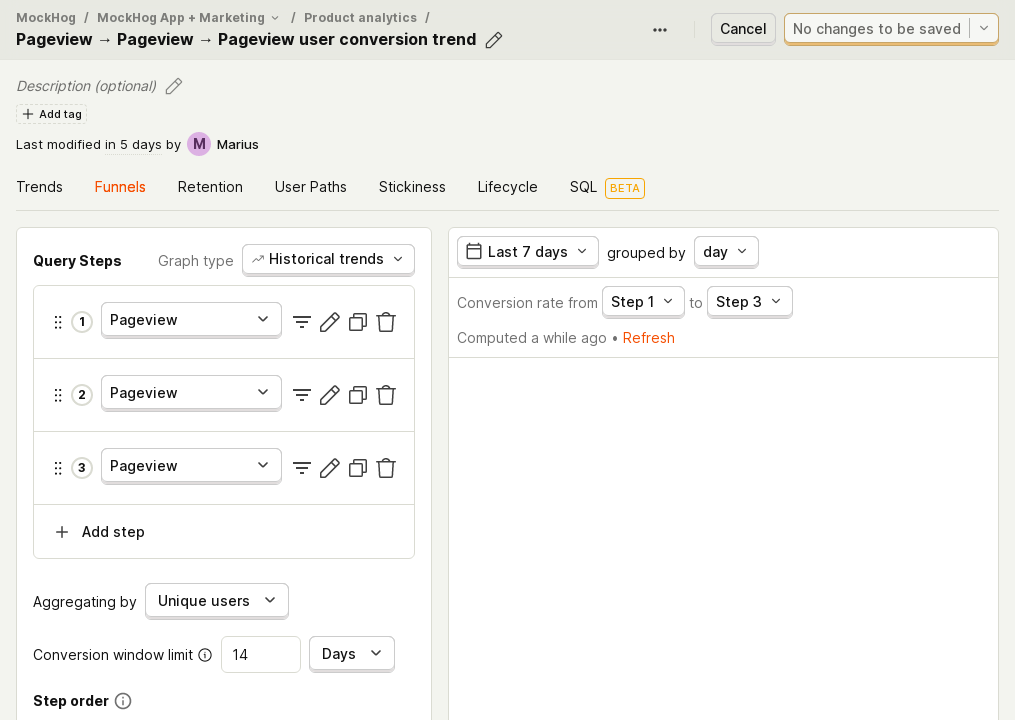 MockHog / MockHog App + Marketing / Product analytics /
Pageview → Pageview → Pageview user conversion trend
Cancel
No changes to be saved
Description (optional)
Add tag
Last modified in 5 days by M Marius
Trends Funnels Retention User Paths Stickiness Lifecycle SQL BETA
Query Steps Graph type Historical trends
1 Pageview
2 Pageview
3 Pageview
Add step
Aggregating by Unique users
Conversion window limit 14 Days
Step order
Last 7 days grouped by day
Conversion rate from Step 1 to Step 3
Computed a while ago • Refresh